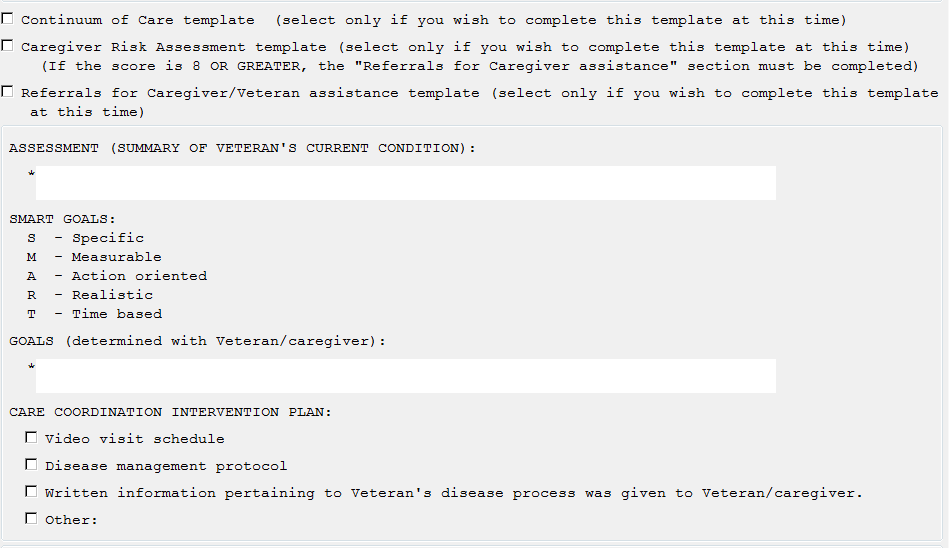 Continuum of Care template  (select only if you wish to complete this template at this time)
Caregiver Risk Assessment template (select only if you wish to complete this template at this time)
(If the score is 8 OR GREATER, the "Referrals for Caregiver assistance" section must be completed)
Referrals for Caregiver/Veteran assistance template (select only if you wish to complete this template
at this time)
ASSESSMENT (SUMMARY OF VETERAN'S CURRENT CONDITION):
*
SMART GOALS:
S  - Specific
M  - Measurable
A  - Action oriented
R  - Realistic
T  - Time based
GOALS (determined with Veteran/caregiver):
*
CARE COORDINATION INTERVENTION PLAN:
Video visit schedule
Disease management protocol
Written information pertaining to Veteran's disease process was given to Veteran/caregiver.
Other: